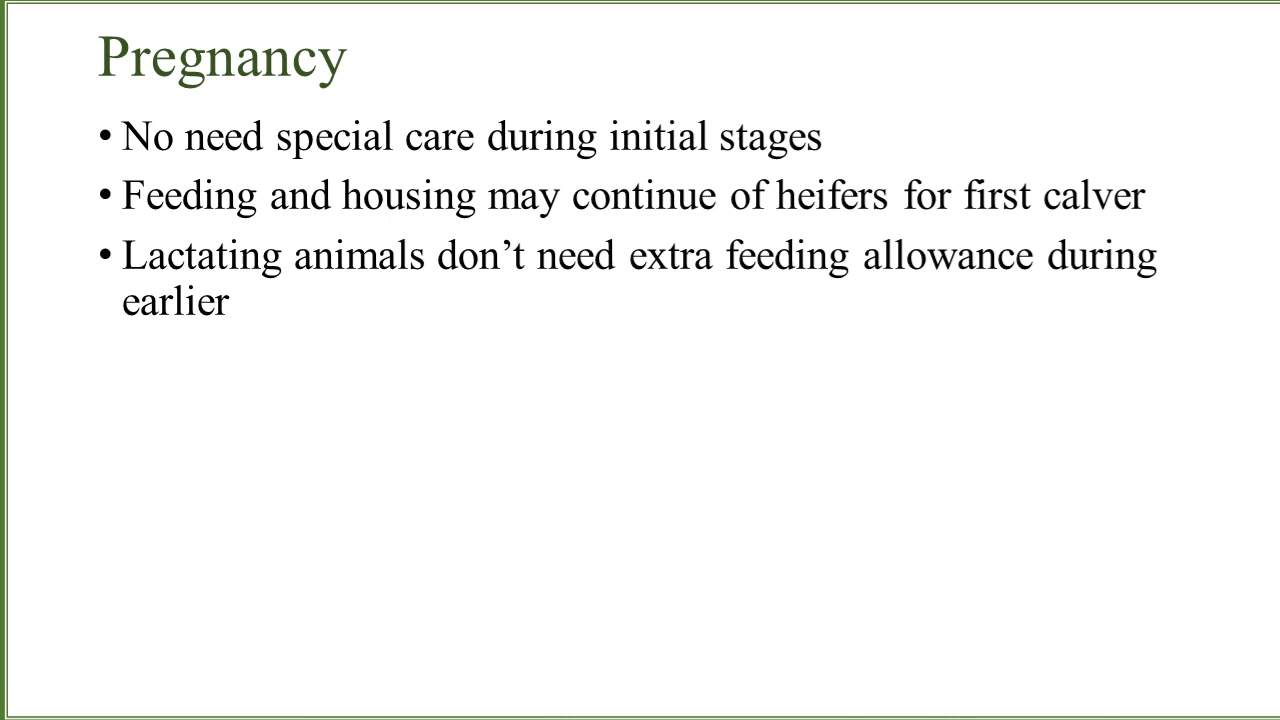 Pregnancy
• No need special care during initial stages
• Feeding and housing may continue of heifers for first calver
• Lactating animals don’t need extra feeding allowance during
earlier